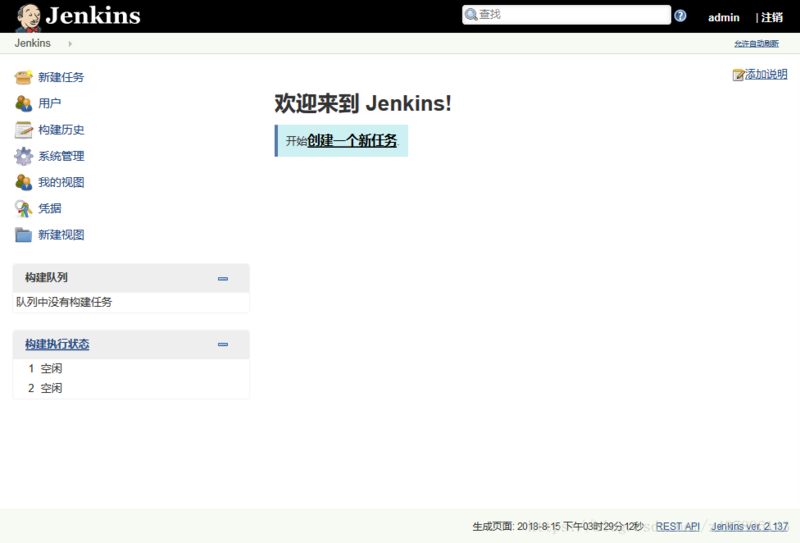 Jenkins
查找
admin | 注销
Jenkins
允许自动刷新
添加说明
新建任务
用户
构建历史
系统管理
我的视图
凭据
新建视图
欢迎来到 Jenkins!
开始创建一个新任务.
构建队列
队列中没有构建任务
构建执行状态
1 空闲
2 空闲
生成页面: 2018-8-15 下午03时29分12秒 REST API Jenkins ver. 2.137